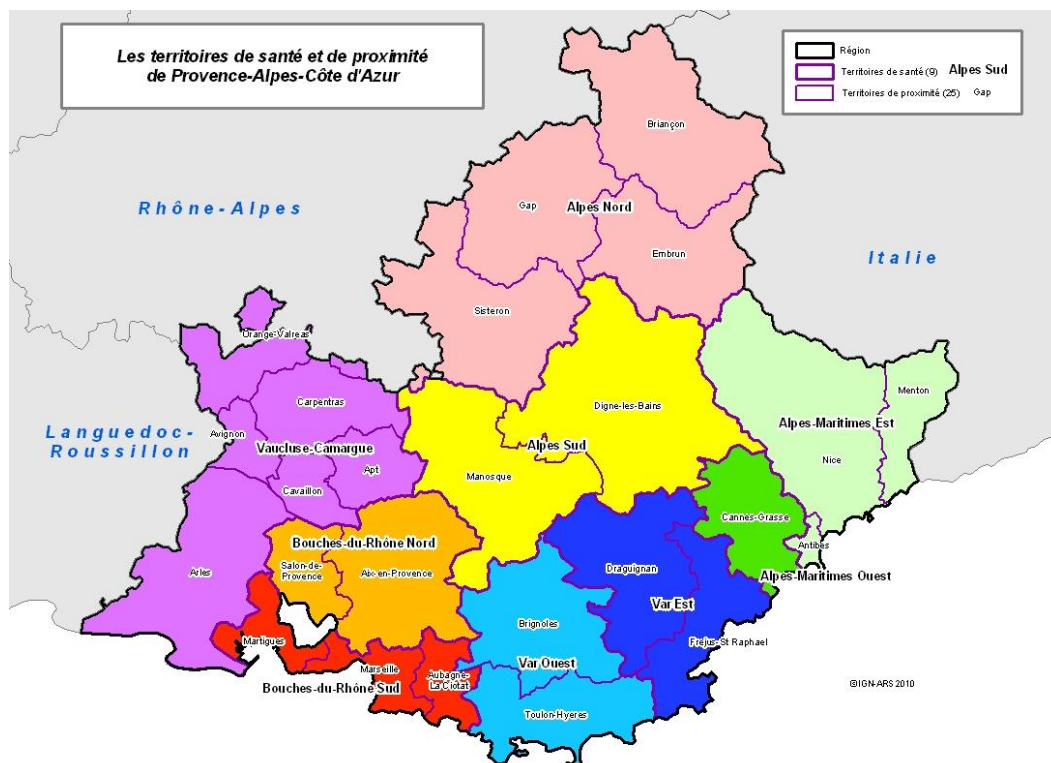 Les territoires de santé et de proximité
de Provence-Alpes-Côte d'Azur
Région
Territoires de santé (9) Alpes Sud
Territoires de proximité (25) Gap
Briançon
Rhône-Alpes
Gap
Alpes Nord
Embrun
Italie
Sisteron
Orange-Valreas
Carpentras
Digne-les-Bains
Menton
Languedoc-
Roussillon
Avignon
Vaucluse-Camargue
Alpes Sud
Alpes-Maritimes Est
Apt
Nice
Cavaillon
Manosque
Cannes-Grasse
Bouches-du-Rhône Nord
Antibes
Arles
Salon-de-
Provence
Aix-en-Provence
Draguignan
Alpes-Maritimes Ouest
Var Est
Brignoles
Martigues
Fréjus-St Raphael
Marseille
Var Ouest
Aubagne-
La Ciotat
Bouches-du-Rhône Sud
©IGN-ARS 2010
Toulon-Hyeres